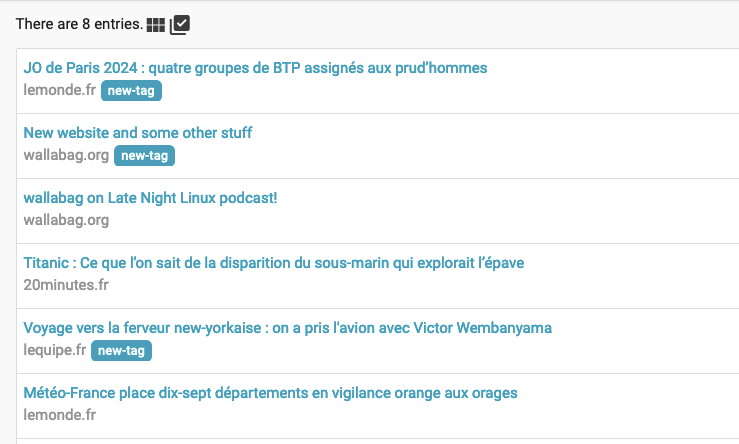 There are 8 entries.
JO de Paris 2024 : quatre groupes de BTP assignés aux prud’hommes
lemonde.fr new-tag
New website and some other stuff
wallabag.org new-tag
wallabag on Late Night Linux podcast!
wallabag.org
Titanic : Ce que l’on sait de la disparition du sous-marin qui explorait l’épave
20minutes.fr
Voyage vers la ferveur new-yorkaise : on a pris l'avion avec Victor Wembanyama
lequipe.fr new-tag
Météo-France place dix-sept départements en vigilance orange aux orages
lemonde.fr